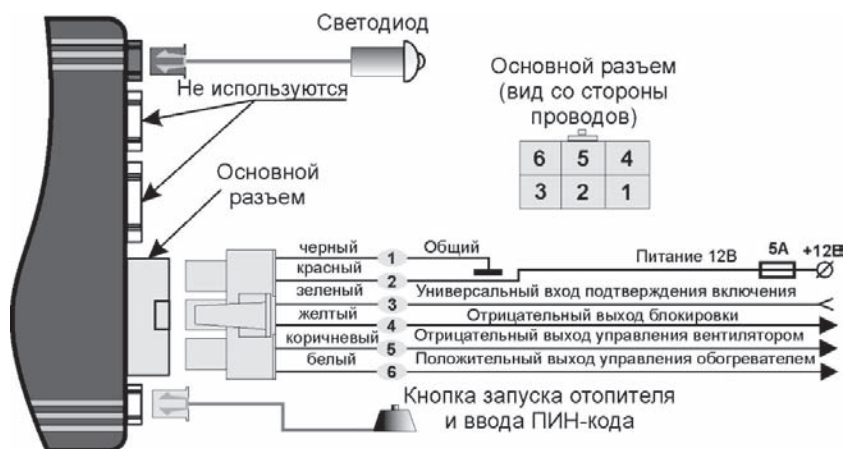 Светодиод
Не используются
Основной разъем
(вид со стороны
проводов)
6 5 4
3 2 1
Основной
разъем
черный 1 Общий
красный 2 Питание 12В 5А +12В
зеленый 3 Универсальный вход подтверждения включения
желтый 4 Отрицательный выход блокировки
коричневый 5 Отрицательный выход управления вентилятором
белый 6 Положительный выход управления обогревателем
Кнопка запуска отопителя
и ввода ПИН-кода